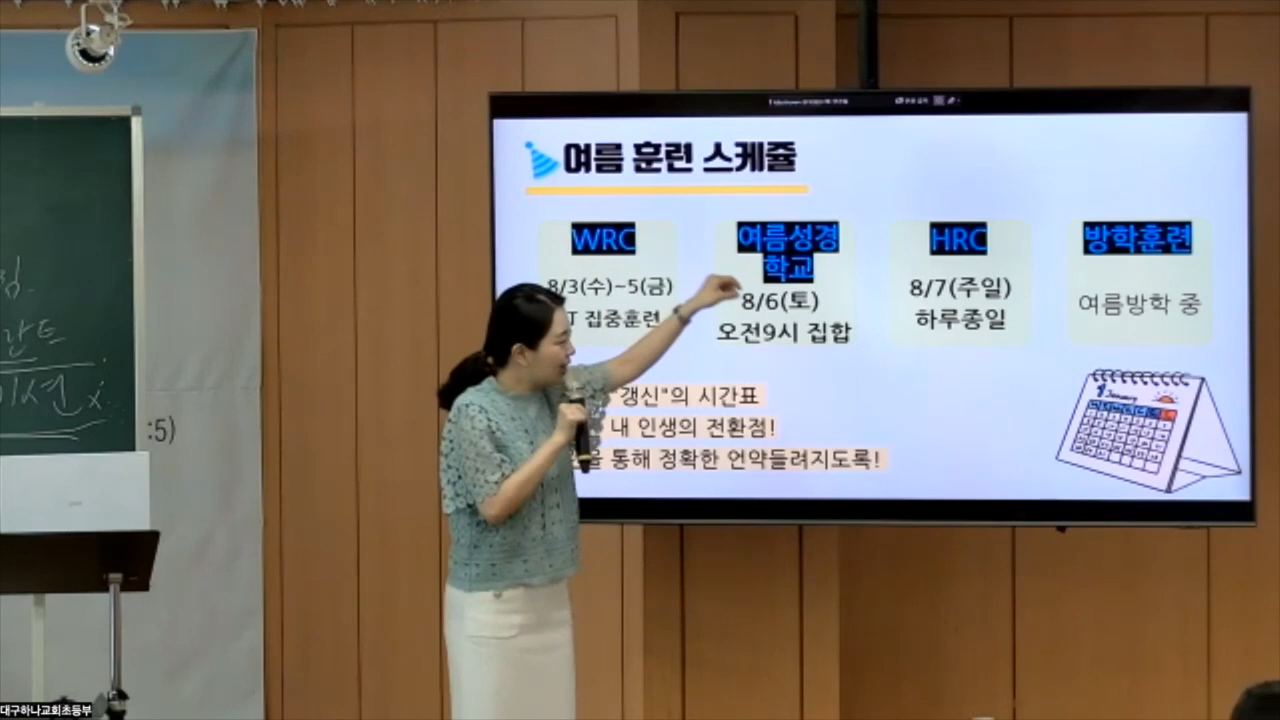 여름 훈련 스케쥴
WRC
8/3(수)~5(금)
집중훈련
여름성경
학교
8/6(토)
오전9시 집합
HRC
8/7(주일)
하루종일
방학훈련
여름방학 중
"갱신"의 시간표
내 인생의 전환점!
통해 정확한 언약들려지도록!
January
:5)
대구하나교회초등부